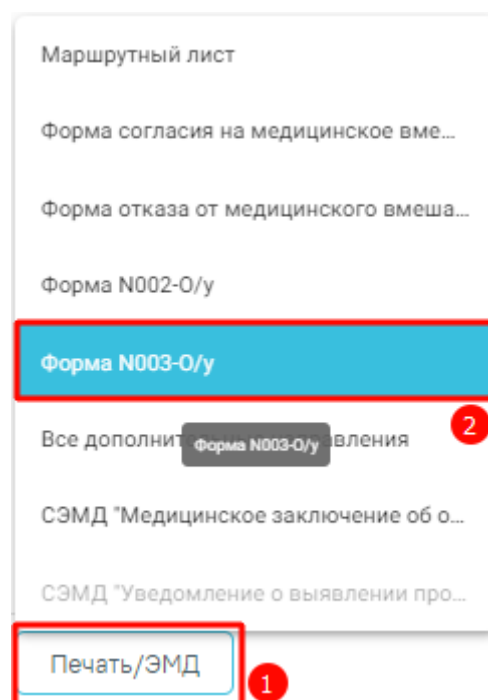 Маршрутный лист
Форма согласия на медицинское вме...
Форма отказа от медицинского вмеша...
Форма N002-О/у
Форма N003-О/у
2
Все дополнит авления
Форма N003-О/у
СЭМД "Медицинское заключение об о...
СЭМД "Уведомление о выявлении про...
Печать/ЭМД
1